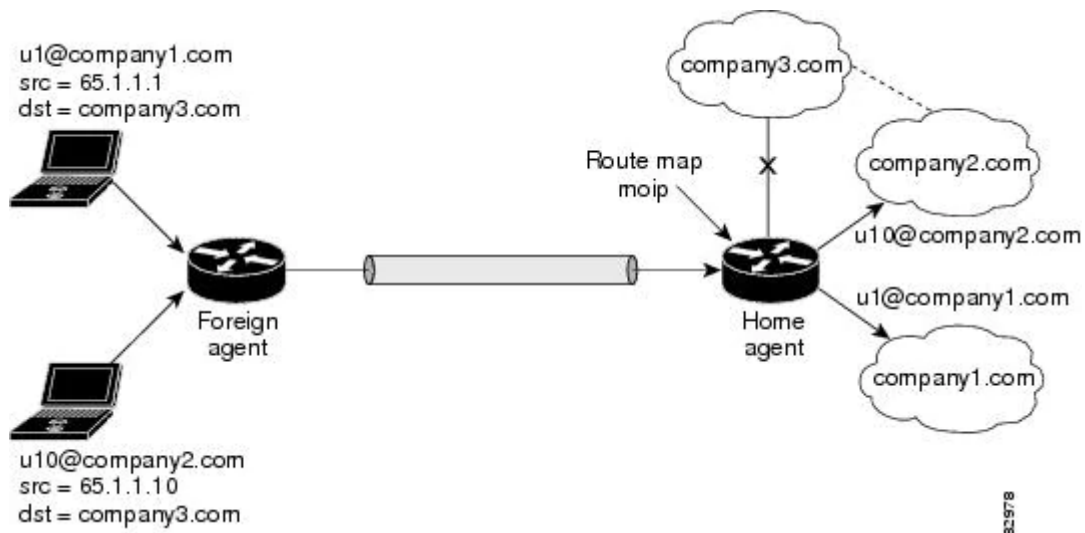 u1@company1.com
src = 65.1.1.1
dst = company3.com
company3.com
company2.com
Route map
moip
u10@company2.com
u1@company1.com
Foreign
agent
Home
agent
company1.com
u10@company2.com
src = 65.1.1.10
dst = company3.com
82978